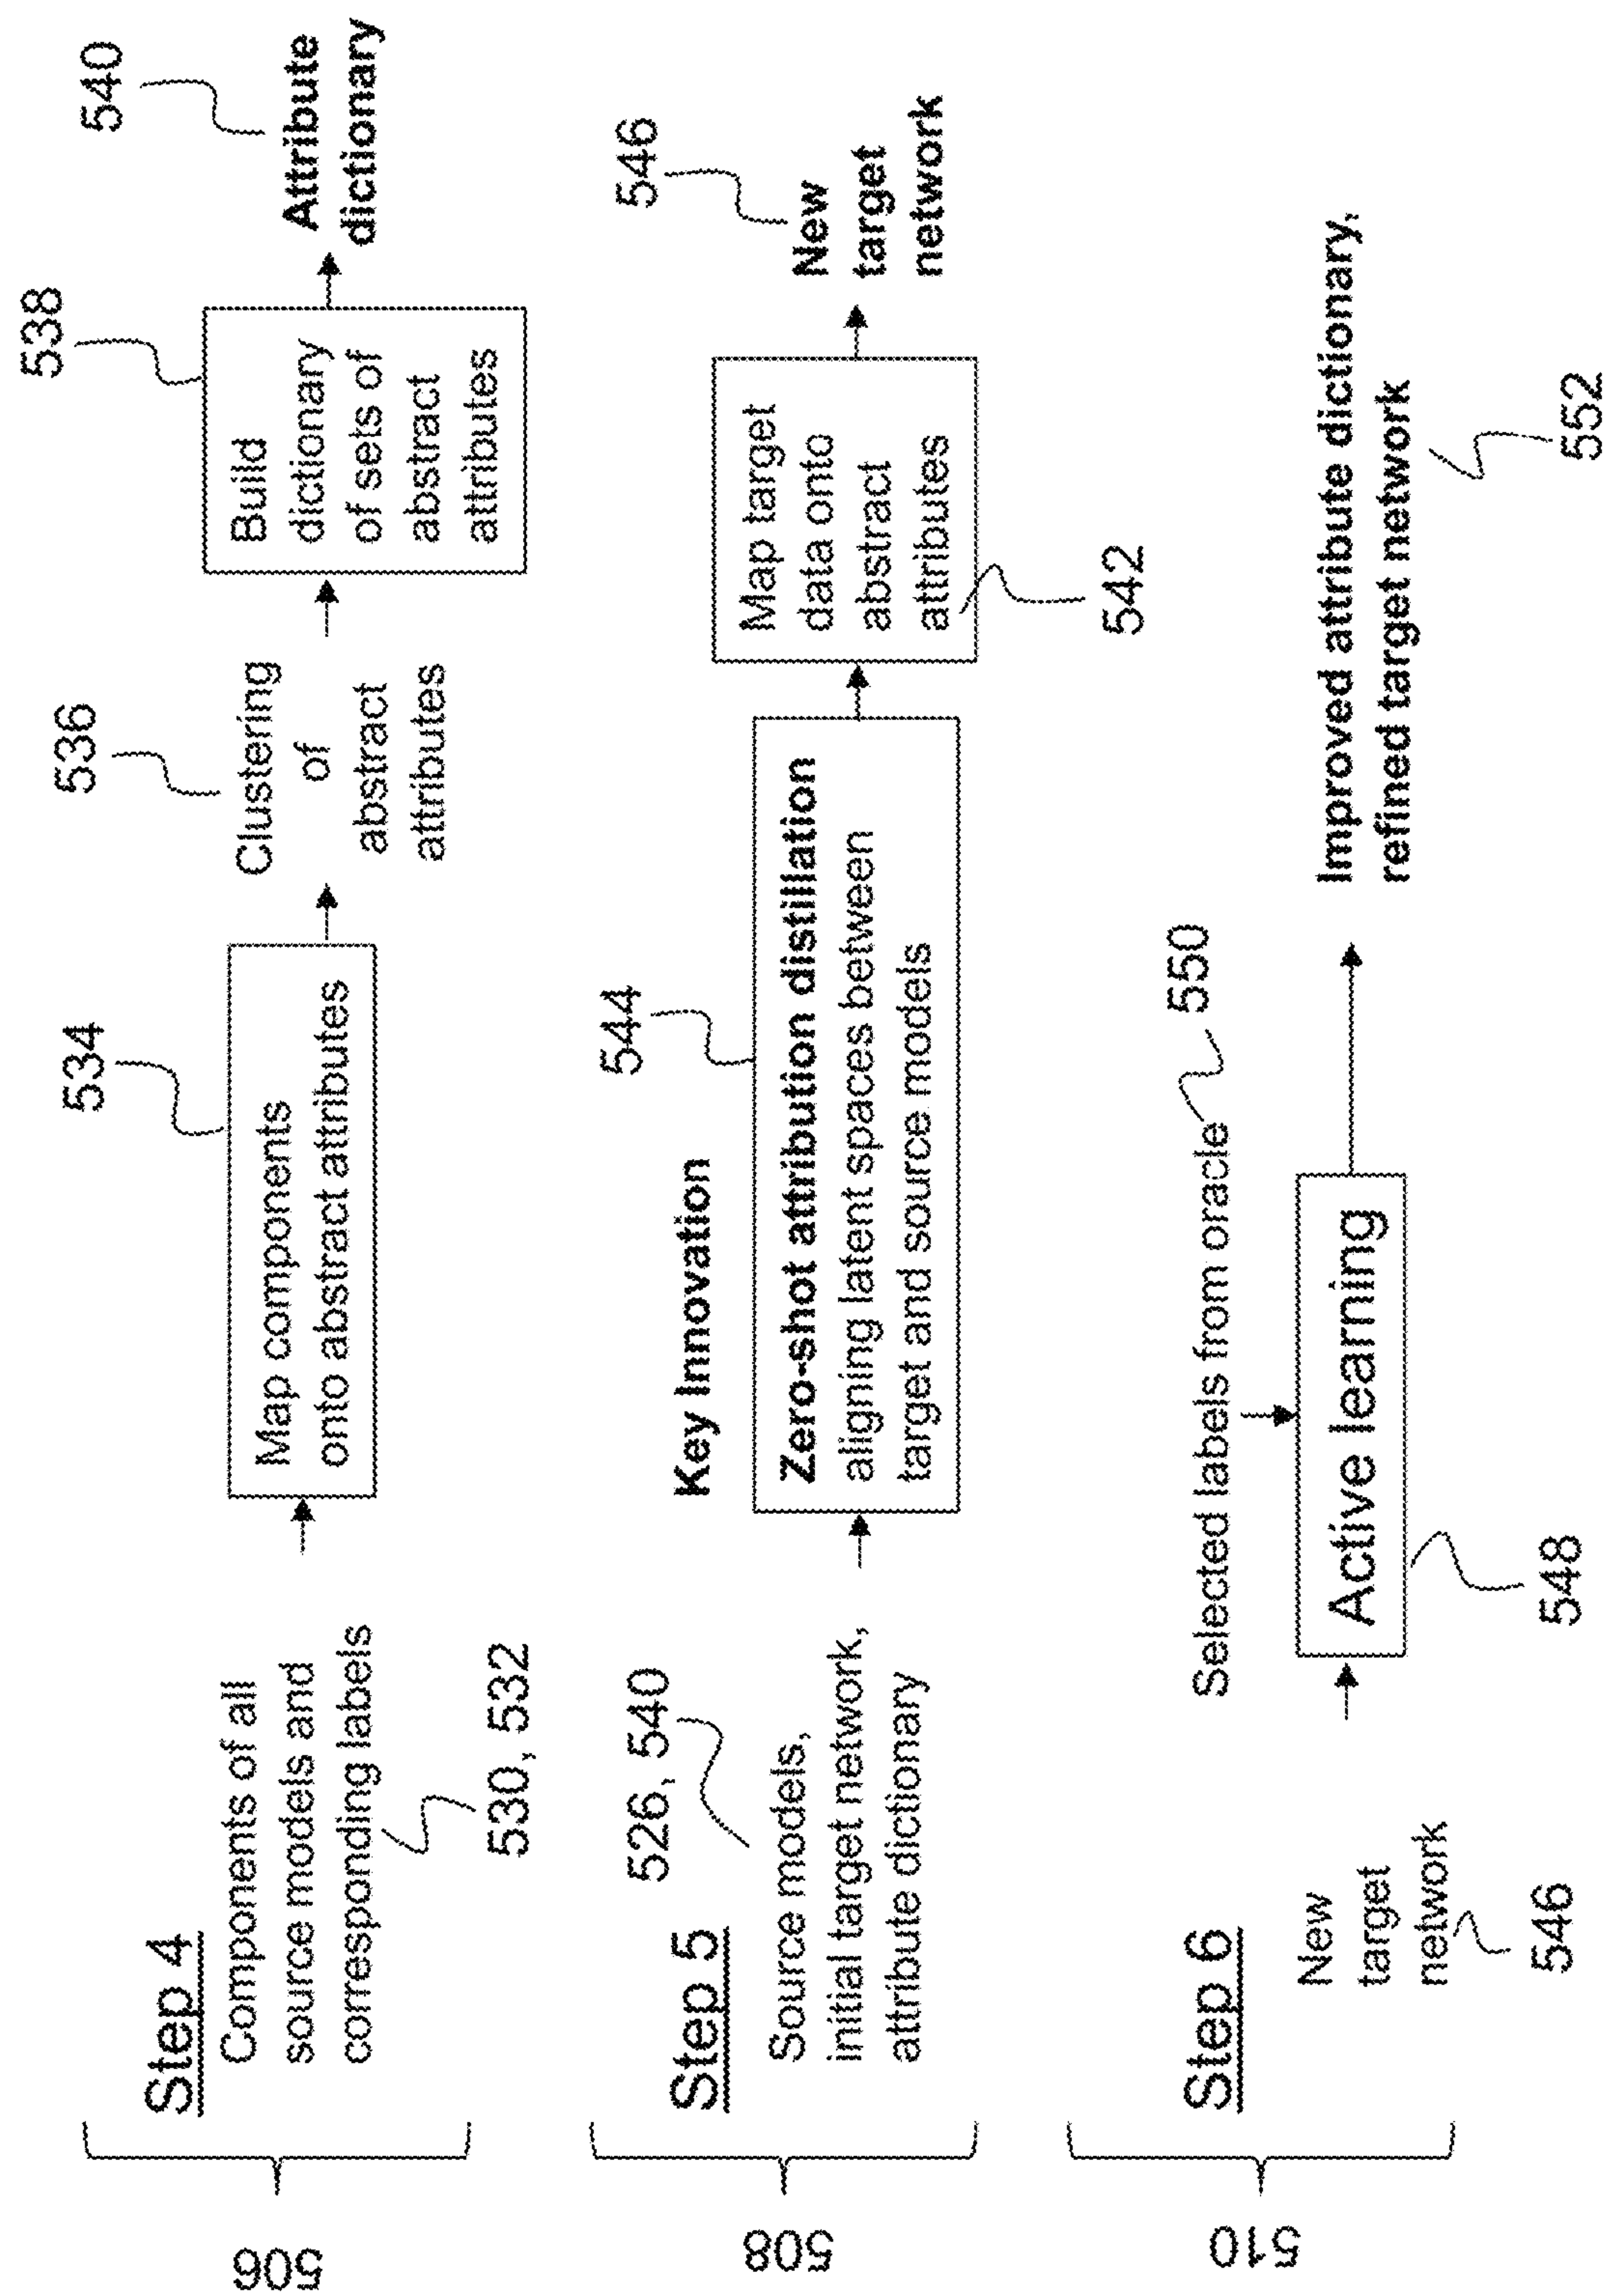 506
Step 4
Components of all
source models and
corresponding labels
530, 532
534
Map components
onto abstract attributes
536
Clustering
of
abstract
attributes
538
Build
dictionary
of sets of
abstract
attributes
540
Attribute
dictionary
508
Step 5
526, 540
Source models,
initial target network,
attribute dictionary
Key Innovation
544
Zero-shot attribution distillation
aligning latent spaces between
target and source models
Map target
data onto
abstract
attributes
542
546
New
target
network
510
Step 6
New
target
network
546
Selected labels from oracle
550
Active learning
548
Improved attribute dictionary,
refined target network
552